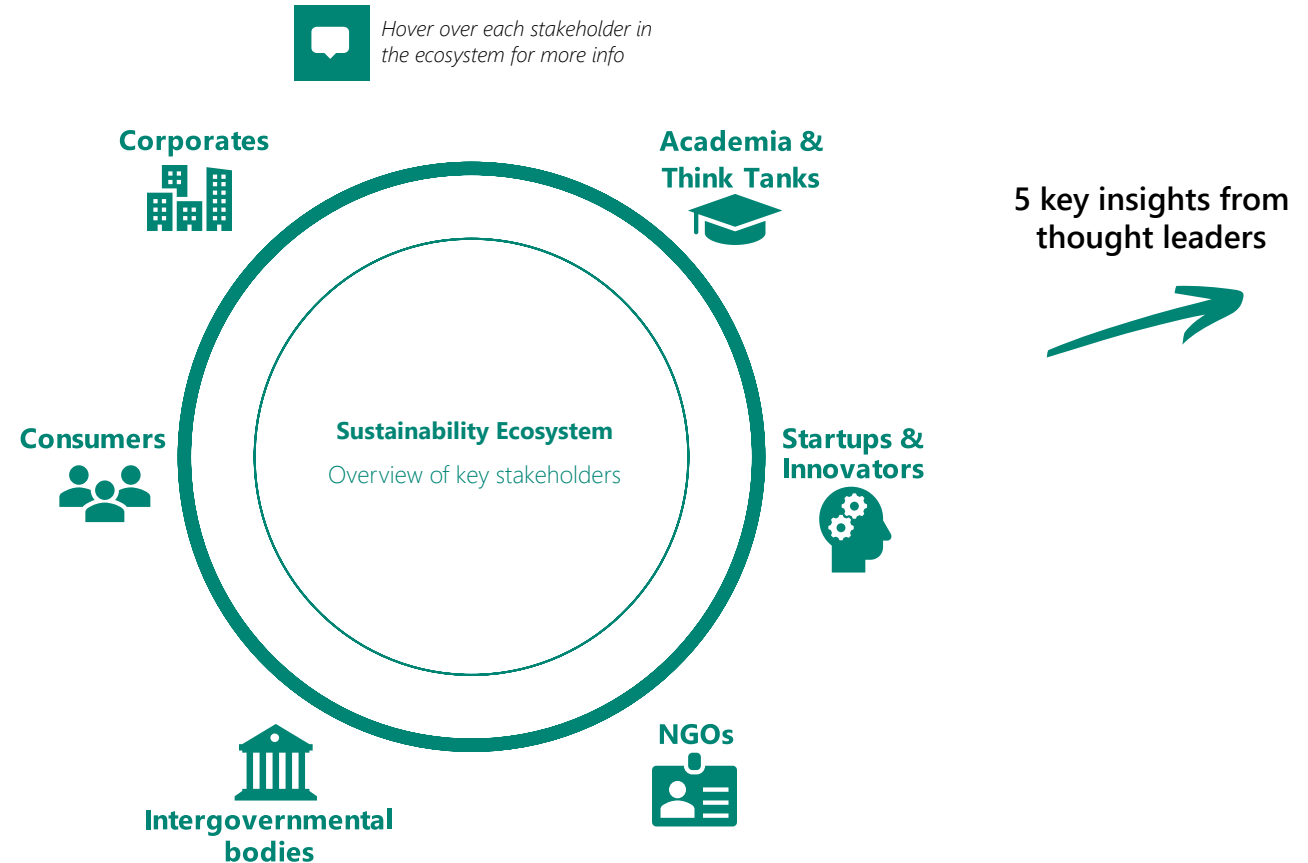 Hover over each stakeholder in
the ecosystem for more info
Corporates
Academia &
Think Tanks
5 key insights from
thought leaders
Consumers
Sustainability Ecosystem
Overview of key stakeholders
Startups &
Innovators
NGOs
Intergovernmental
bodies